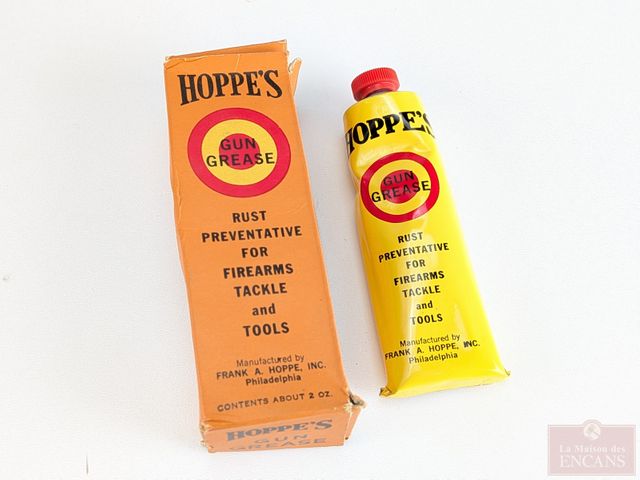 HOPPE'S
GUN
GREASE
RUST
PREVENTATIVE
FOR
FIREARMS
TACKLE
and
TOOLS
Manufactured by
FRANK A. HOPPE, INC.
Philadelphia
CONTENTS ABOUT 2 OZ.
HOPPE'S
GUN
GREASE
HOPPE'S
GUN
GREASE
RUST
PREVENTATIVE
FOR
FIREARMS
TACKLE
and
TOOLS
Manufactured by
FRANK A. HOPPE, INC.
Philadelphia
La Maison des
ENCANS